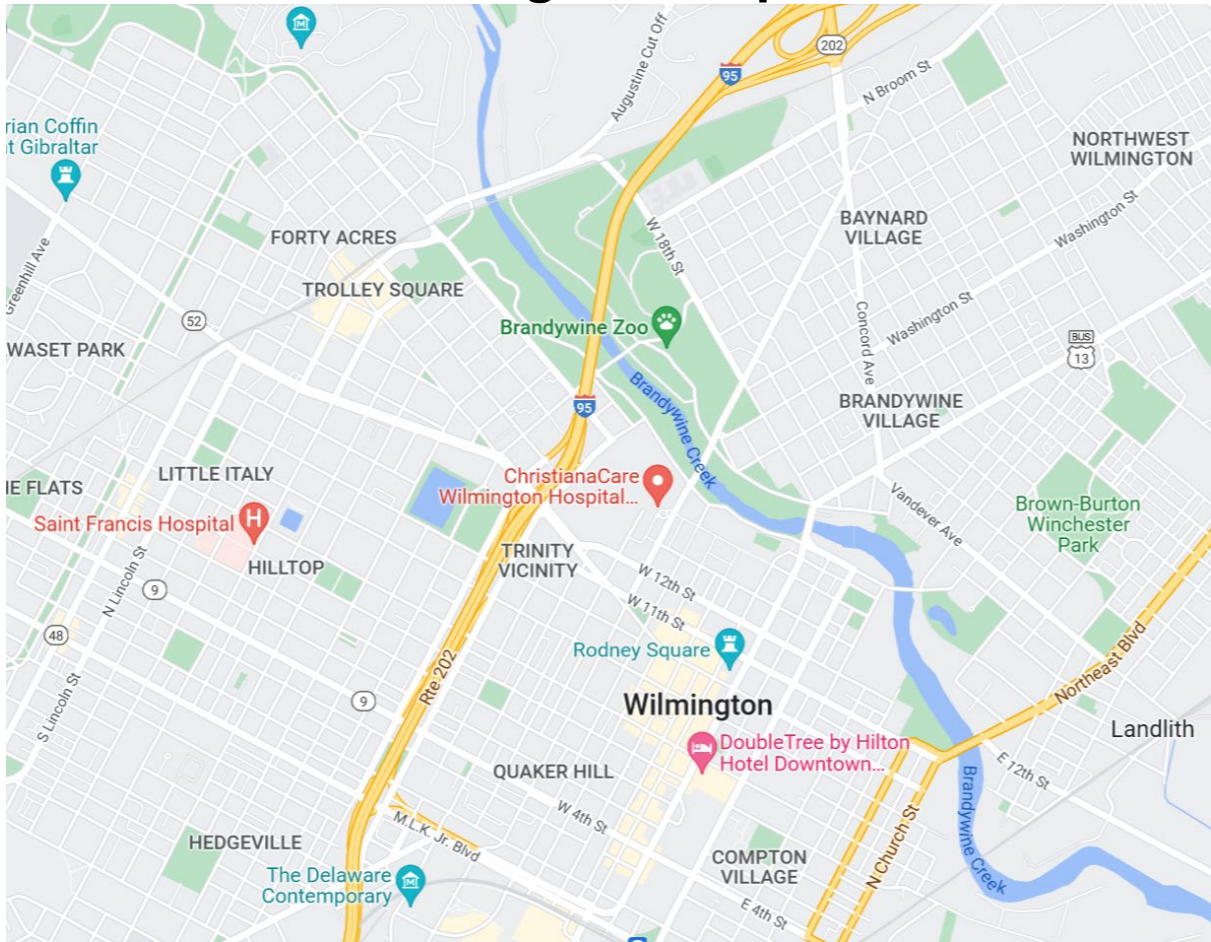 202
95
Augustine Cut Off
N Broom St
rian Coffin
t Gibraltar
NORTHWEST
WILMINGTON
Washington St
BAYNARD
VILLAGE
W 18th St
FORTY ACRES
Greenhill Ave
TROLLEY SQUARE
52
Brandywine Zoo
Concord Ave
Washington St
BUS
13
WASET PARK
95
Brandywine Creek
BRANDYWINE
VILLAGE
LITTLE ITALY
ChristianaCare
Wilmington Hospital...
E FLATS
Vandever Ave
Saint Francis Hospital
H
Brown-Burton
Winchester
Park
N Lincoln St
HILLTOP
TRINITY
VICINITY
W 12th St
9
W 11th St
48
Rodney Square
Rte 202
Northeast Blvd
S Lincoln St
9
Wilmington
Landlith
DoubleTree by Hilton
Hotel Downtown...
QUAKER HILL
E 12th St
W 4th St
M.L.K. Jr. Blvd
HEDGEVILLE
N Church St
Brandywine Creek
COMPTON
VILLAGE
The Delaware
Contemporary
E 4th St